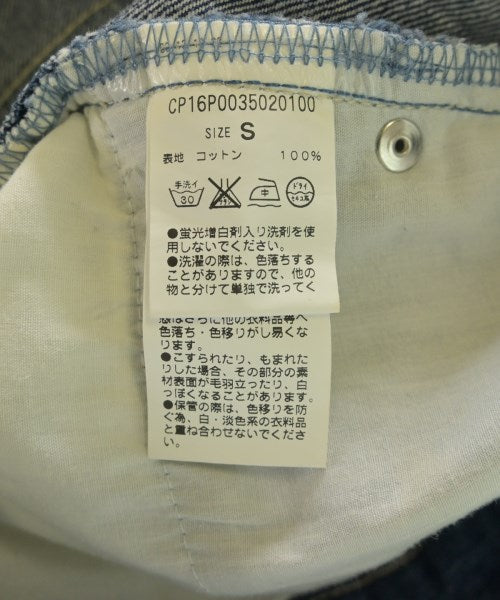 CP16P0035020100
SIZE S
表地 コットン 100%
手洗イ 30 中 ドライ セキユ系
●蛍光増白剤入り洗剤を使
用しないでください。
●洗濯の際は、色落ちする
ことがありますので、他の
物と分けて単独で洗ってく
色落ち・色移りがし易くな
ります。
●こすられたり、もまれた
りした場合、その部分の素
材表面が毛羽立ったり、白
っぽくなることがあります。
●保管の際は、色移りを防
ぐ為、白・淡色系の衣料品
と重ね合わせないでくださ
い。